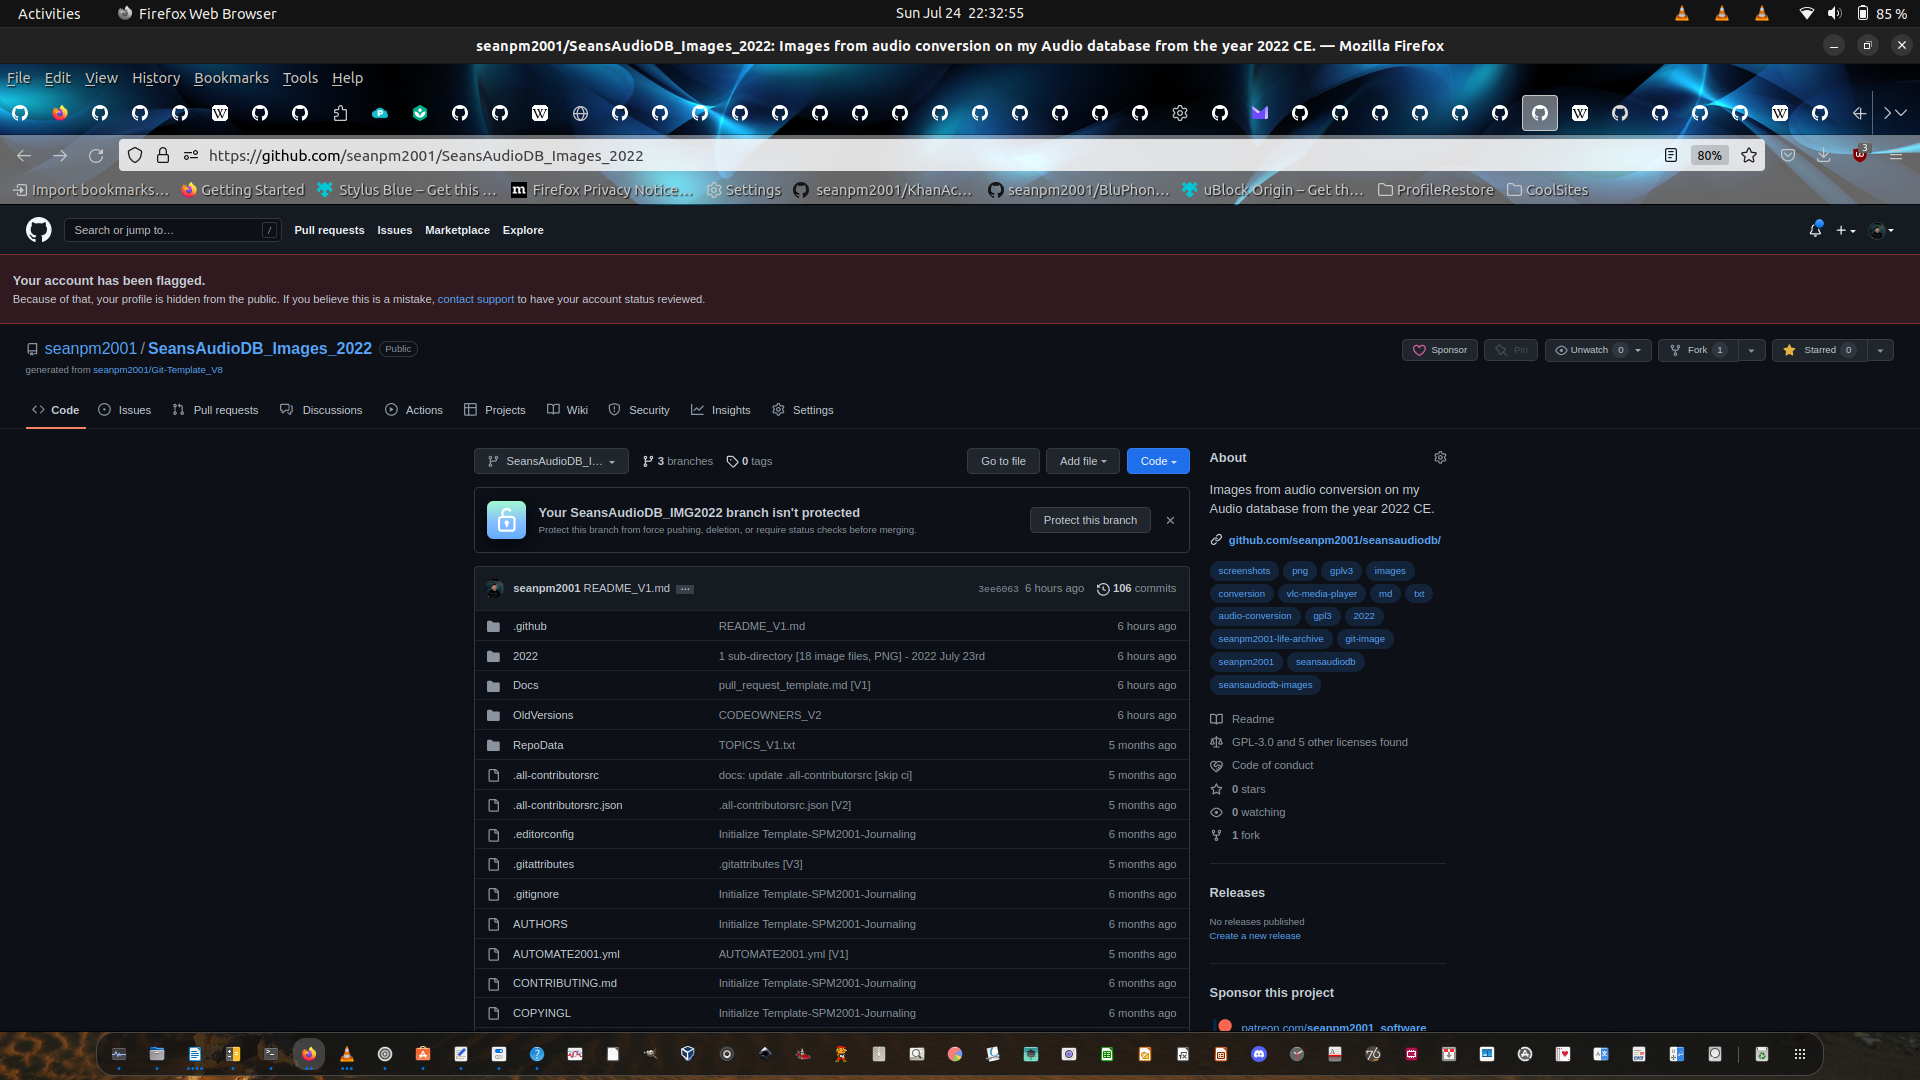 Activities
Firefox Web Browser
Sun Jul 24 22:32:55
85 %
seanpm2001/SeansAudioDB_Images_2022: Images from audio conversion on my Audio database from the year 2022 CE. — Mozilla Firefox
File Edit View History Bookmarks Tools Help
https://github.com/seanpm2001/SeansAudioDB_Images_2022
80%
3
Import bookmarks…
Getting Started
Stylus Blue – Get this …
Firefox Privacy Notice…
Settings
seanpm2001/KhanAc…
seanpm2001/BluPhon…
uBlock Origin – Get th…
ProfileRestore
CoolSites
Search or jump to…
/
Pull requests
Issues
Marketplace
Explore
Your account has been flagged.
Because of that, your profile is hidden from the public. If you believe this is a mistake, contact support to have your account status reviewed.
seanpm2001 / SeansAudioDB_Images_2022
Public
generated from seanpm2001/Git-Template_V8
Sponsor
Pin
Unwatch 0
Fork 1
Starred 0
Code
Issues
Pull requests
Discussions
Actions
Projects
Wiki
Security
Insights
Settings
SeansAudioDB_I…
3 branches
0 tags
Go to file
Add file
Code
Your SeansAudioDB_IMG2022 branch isn't protected
Protect this branch from force pushing, deletion, or require status checks before merging.
Protect this branch
seanpm2001 README_V1.md …
3ee6063 6 hours ago
106 commits
.github README_V1.md 6 hours ago
2022 1 sub-directory [18 image files, PNG] - 2022 July 23rd 6 hours ago
Docs pull_request_template.md [V1] 6 hours ago
OldVersions CODEOWNERS_V2 6 hours ago
RepoData TOPICS_V1.txt 5 months ago
.all-contributorsrc docs: update .all-contributorsrc [skip ci] 5 months ago
.all-contributorsrc.json .all-contributorsrc.json [V2] 5 months ago
.editorconfig Initialize Template-SPM2001-Journaling 6 months ago
.gitattributes .gitattributes [V3] 5 months ago
.gitignore Initialize Template-SPM2001-Journaling 6 months ago
AUTHORS Initialize Template-SPM2001-Journaling 6 months ago
AUTOMATE2001.yml AUTOMATE2001.yml [V1] 5 months ago
CONTRIBUTING.md Initialize Template-SPM2001-Journaling 6 months ago
COPYINGL Initialize Template-SPM2001-Journaling 6 months ago
About
Images from audio conversion on my
Audio database from the year 2022 CE.
github.com/seanpm2001/seansaudiodb/
screenshots png gplv3 images
conversion vlc-media-player md txt
audio-conversion gpl3 2022
seanpm2001-life-archive git-image
seanpm2001 seansaudiodb
seansaudiodb-images
Readme
GPL-3.0 and 5 other licenses found
Code of conduct
0 stars
0 watching
1 fork
Releases
No releases published
Create a new release
Sponsor this project
patreon.com/seanpm2001_software